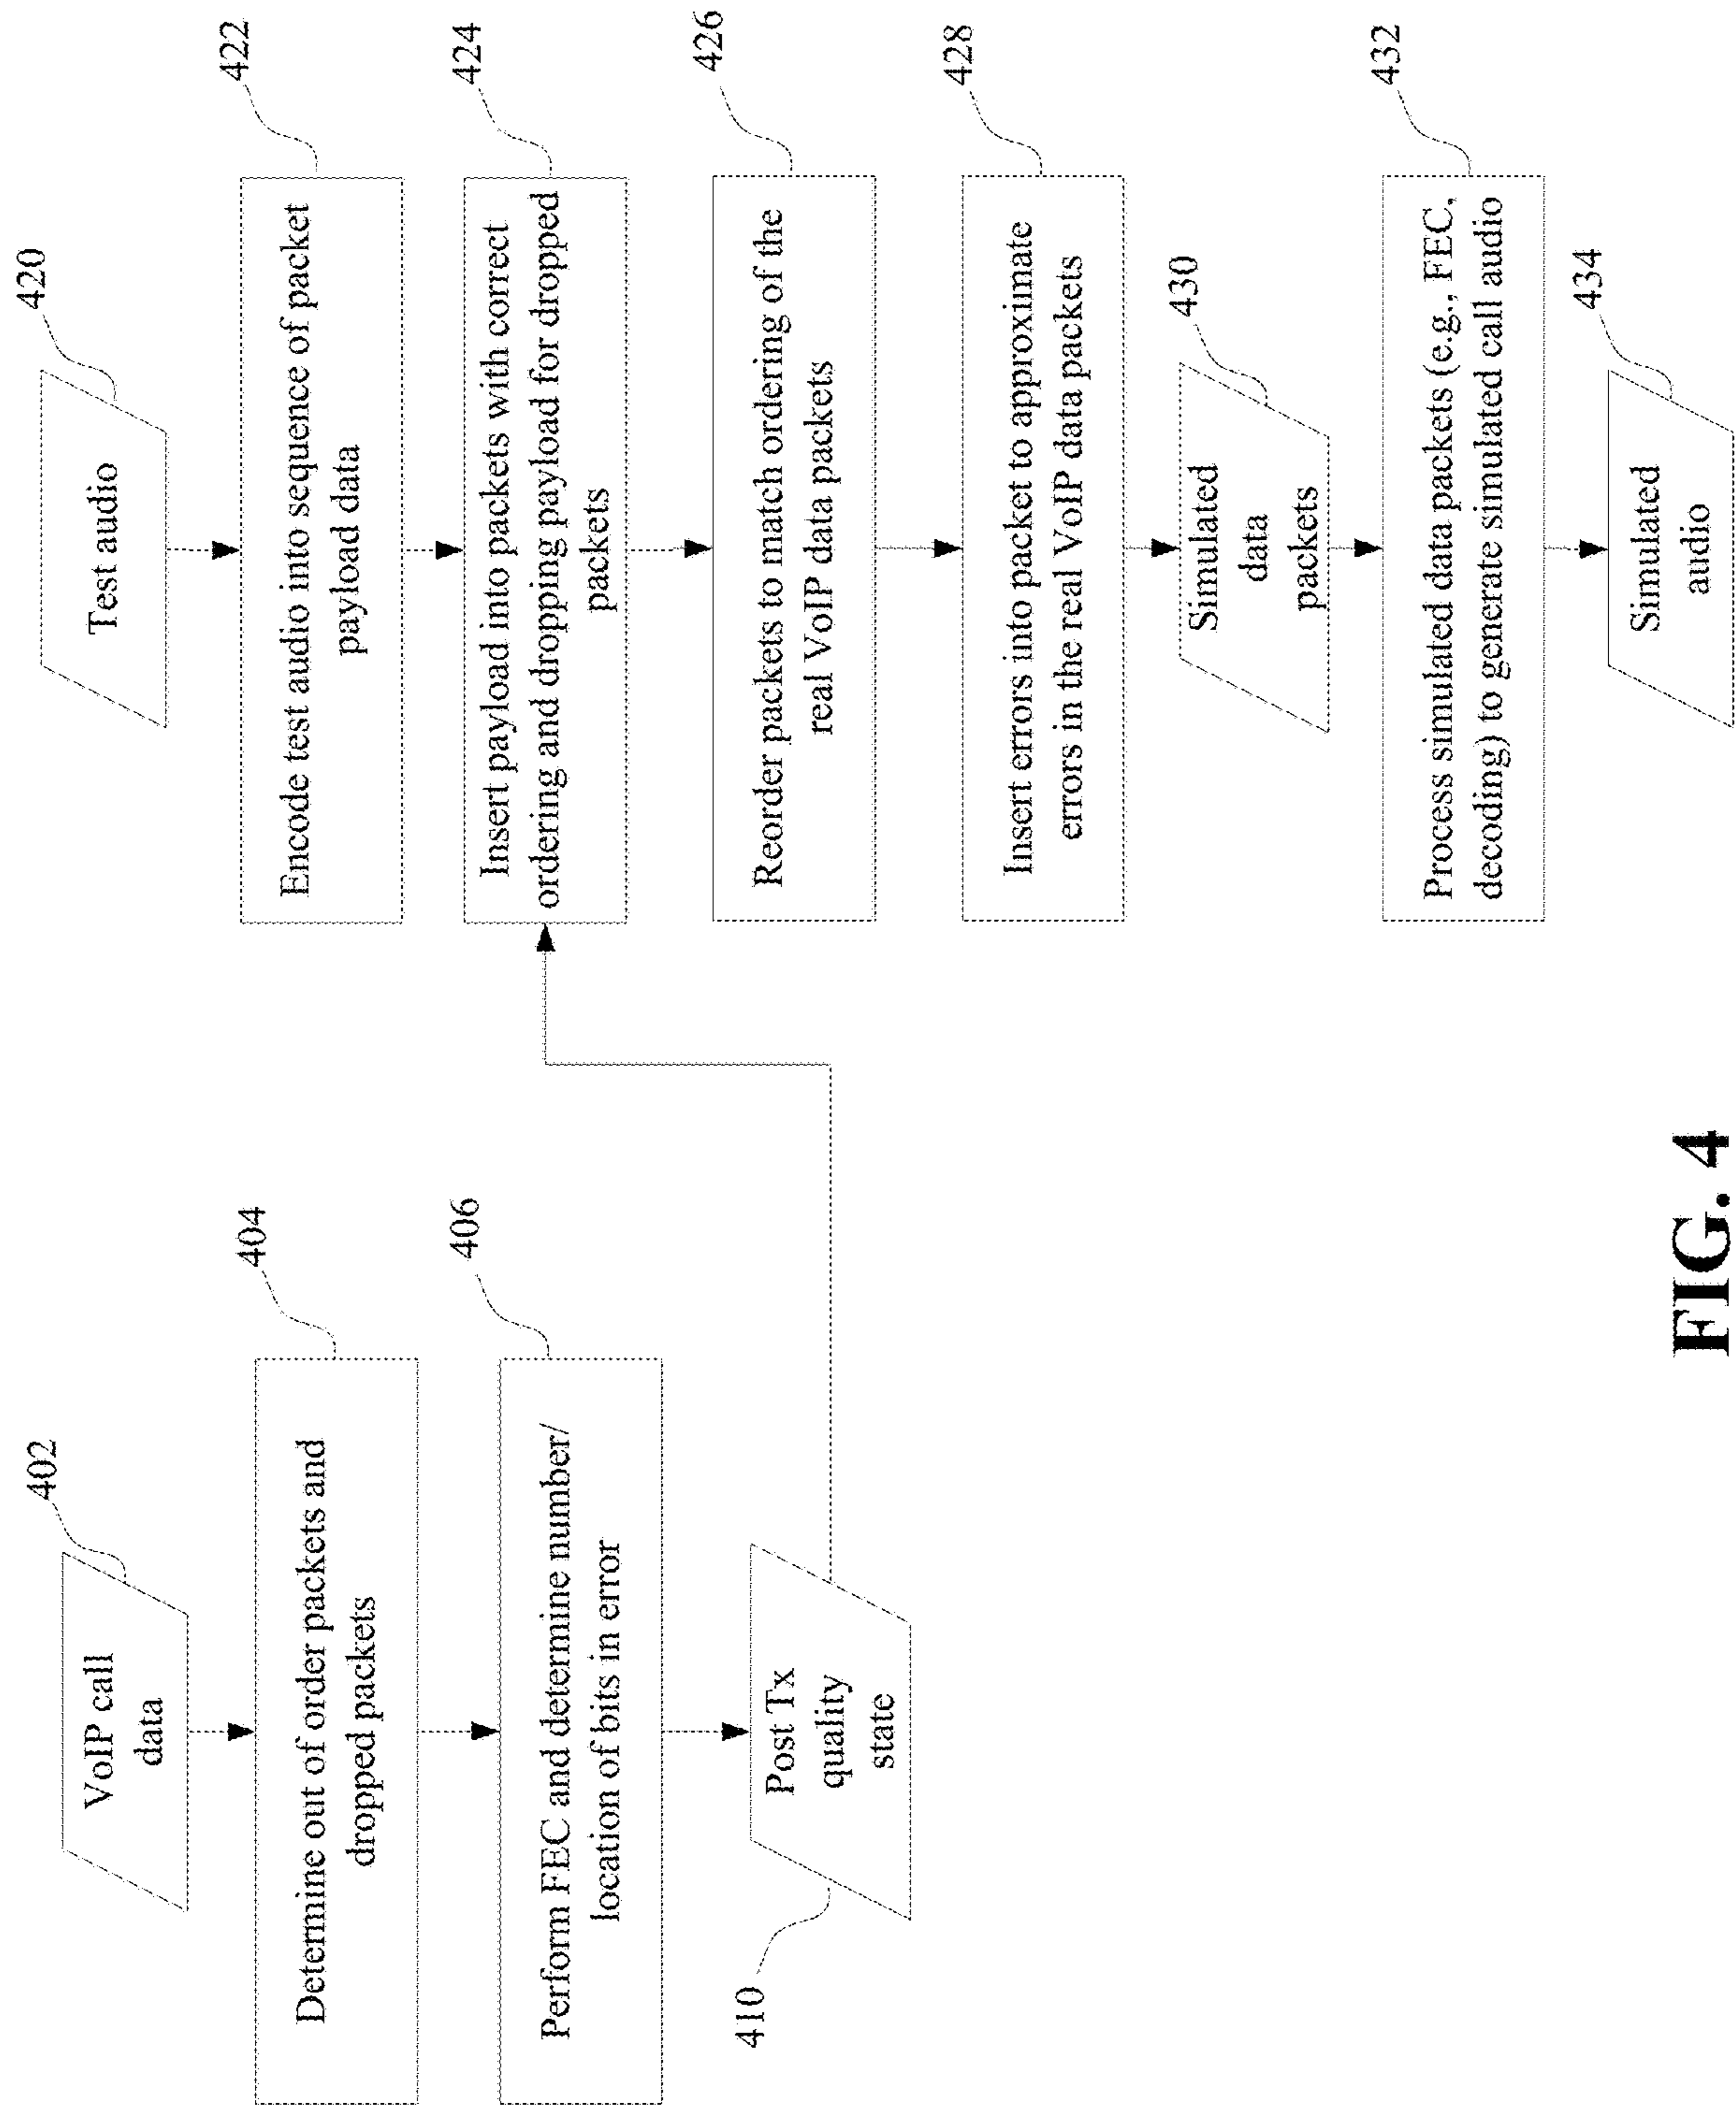 402
VoIP call
data
404
Determine out of order packets and
dropped packets
406
Perform FEC and determine number/
location of bits in error
410
Post Tx
quality
state
420
Test audio
422
Encode test audio into sequence of packet
payload data
424
Insert payload into packets with correct
ordering and dropping payload for dropped
packets
426
Reorder packets to match ordering of the
real VoIP data packets
428
Insert errors into packet to approximate
errors in the real VoIP data packets
430
Simulated
data
packets
432
Process simulated data packets (e.g., FEC,
decoding) to generate simulated call audio
434
Simulated
audio
FIG. 4